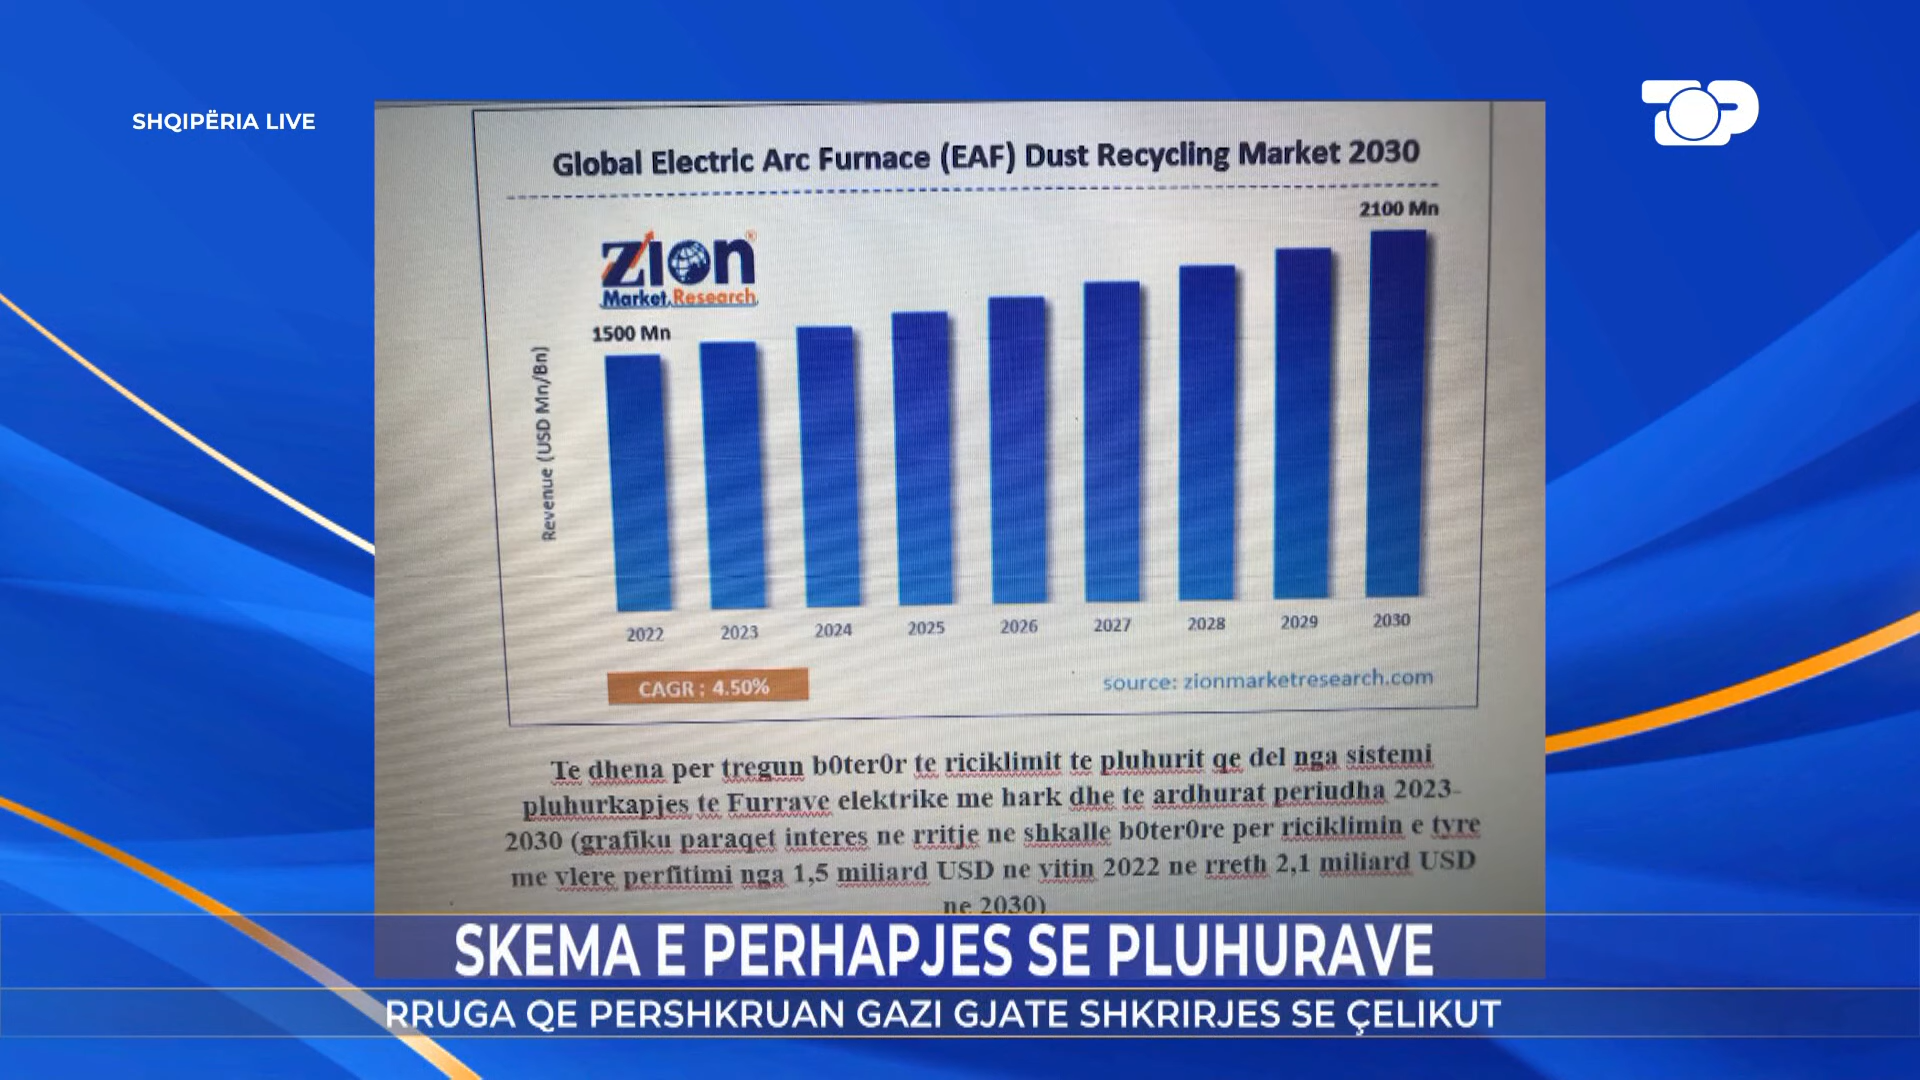 SHQIPËRIA LIVE
TOP
Global Electric Arc Furnace (EAF) Dust Recycling Market 2030
2100 Mn
Zion®
Market.Research
1500 Mn
Revenue (USD Mn/Bn)
2022 2023 2024 2025 2026 2027 2028 2029 2030
CAGR : 4.50%
source: zionmarketresearch.com
Te dhena per tregun b0ter0r te riciklimit te pluhurit qe del nga sistemi
pluhurkapjes te Furrave elektrike me hark dhe te ardhurat periudha 2023-
2030 (grafiku paraqet interes ne rritje ne shkalle b0ter0re per riciklimin e tyre
me vlere perfitimi nga 1,5 miliard USD ne vitin 2022 ne rreth 2,1 miliard USD
ne 2030)
SKEMA E PERHAPJES SE PLUHURAVE
RRUGA QE PERSHKRUAN GAZI GJATE SHKRIRJES SE ÇELIKUT